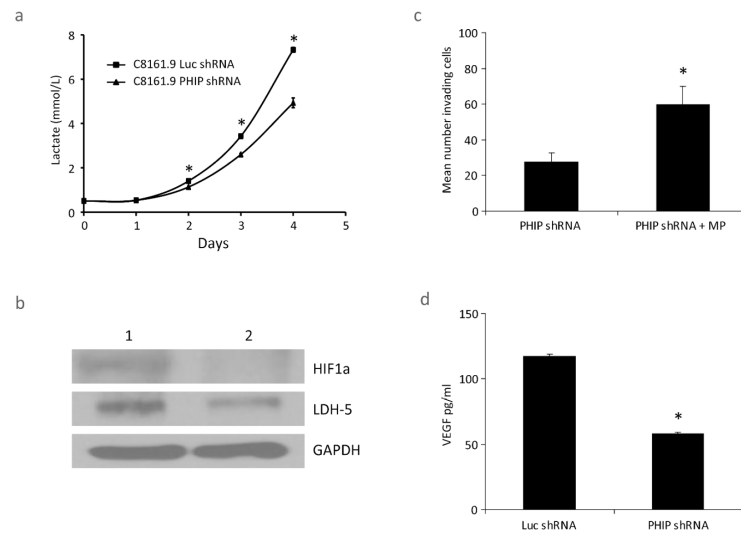 a
8
6
4
2
0
Lactate (mmol/L)
C8161.9 Luc shRNA
C8161.9 PHIP shRNA
*
*
*
0 1 2 3 4 5
Days
b
1 2
HIF1a
LDH-5
GAPDH
c
100
80
60
40
20
0
Mean number invading cells
*
PHIP shRNA PHIP shRNA + MP
d
150
100
50
0
VEGF pg/ml
*
Luc shRNA PHIP shRNA